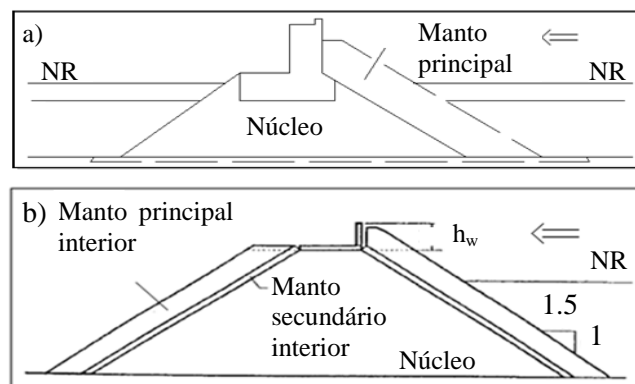 a)
Manto
principal
NR
NR
Núcleo
b)
Manto principal
interior
h_w
NR
1.5
1
Manto
secundário
interior
Núcleo